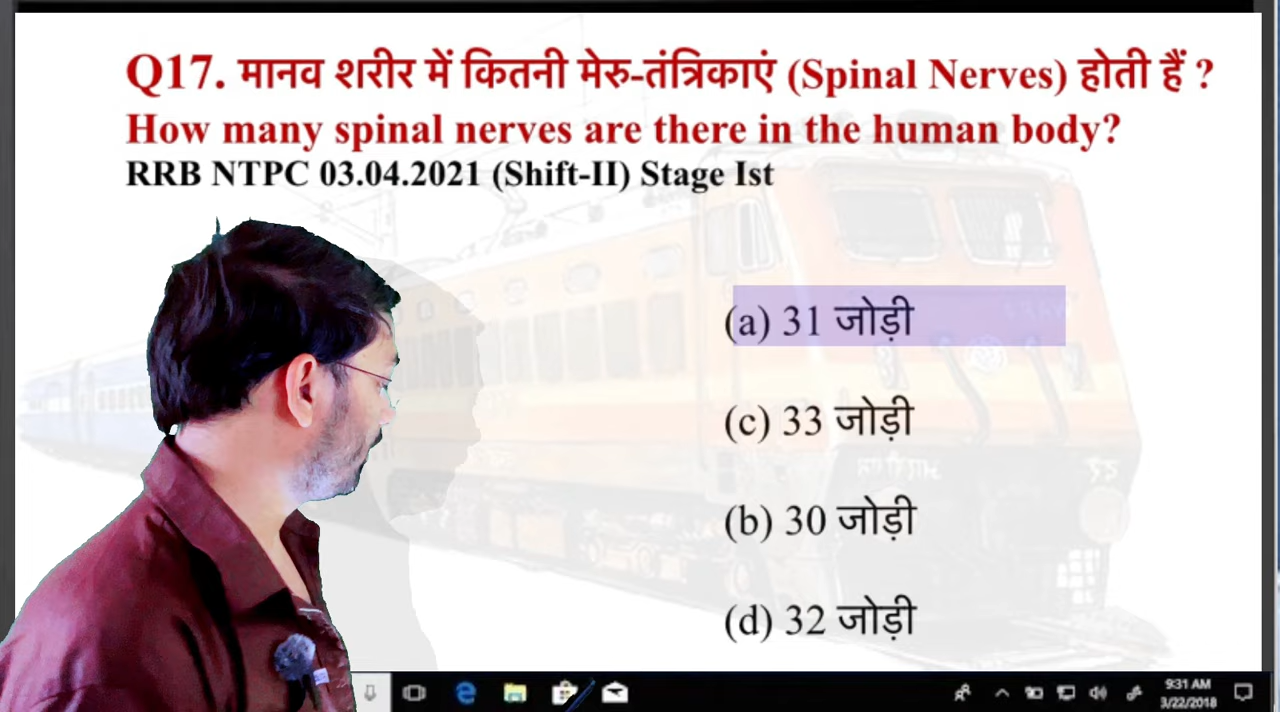 Q17. मानव शरीर में कितनी मेरु-तंत्रिकाएं (Spinal Nerves) होती हैं ?
How many spinal nerves are there in the human body?
RRB NTPC 03.04.2021 (Shift-II) Stage Ist
(a) 31 जोड़ी
(c) 33 जोड़ी
(b) 30 जोड़ी
(d) 32 जोड़ी
9:31 AM
3/22/2018